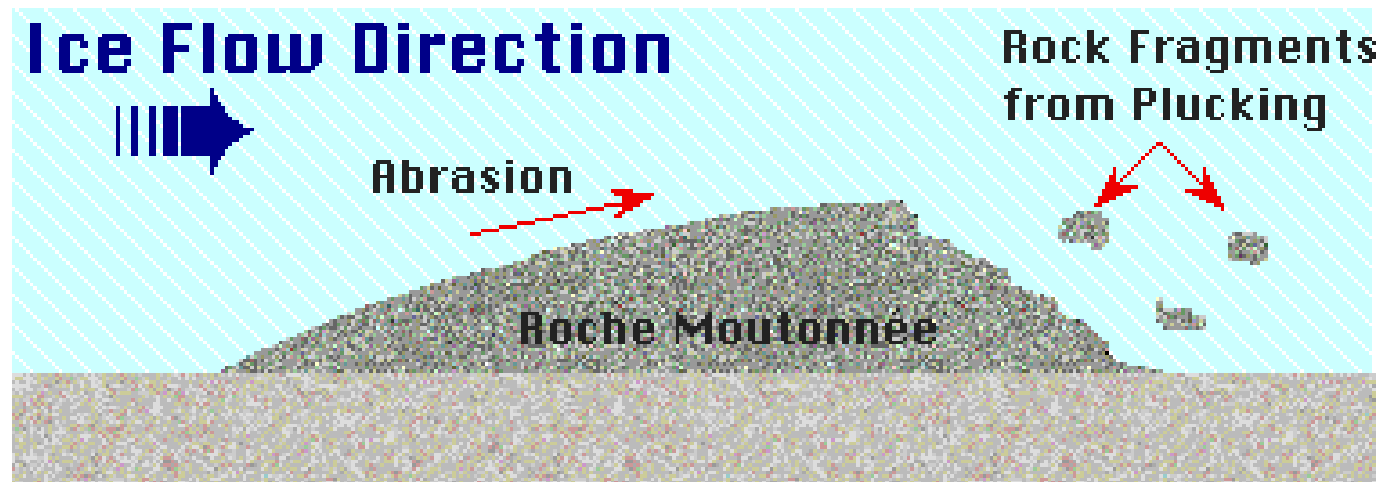 Ice Flow Direction
Rock Fragments
from Plucking
Abrasion
Roche Moutonnée